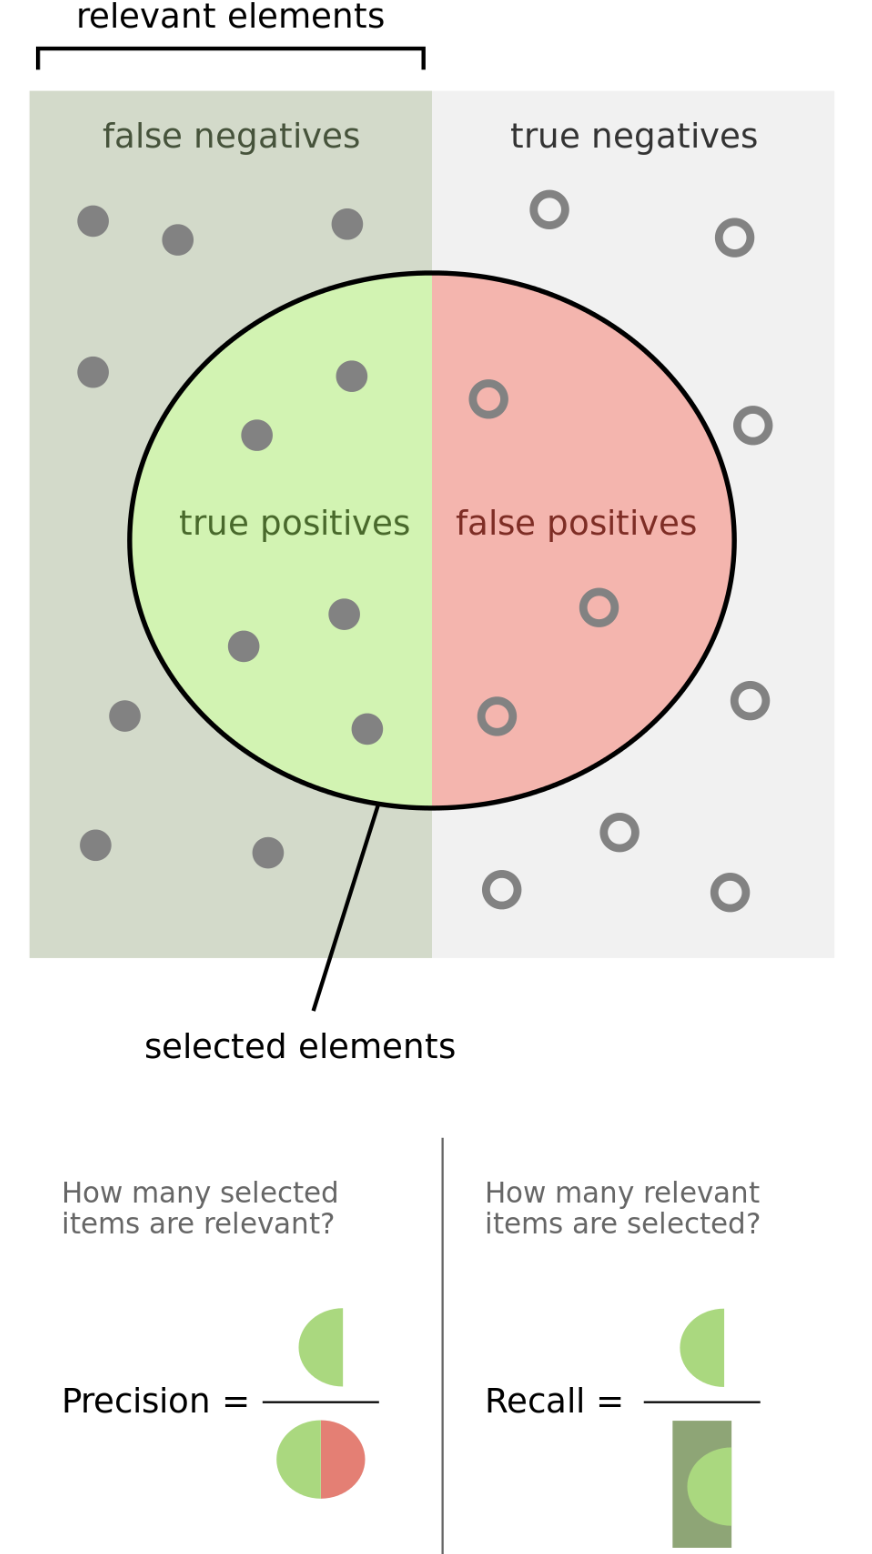 relevant elements
false negatives
true negatives
true positives
false positives
selected elements
How many selected
items are relevant?
Precision =
How many relevant
items are selected?
Recall =